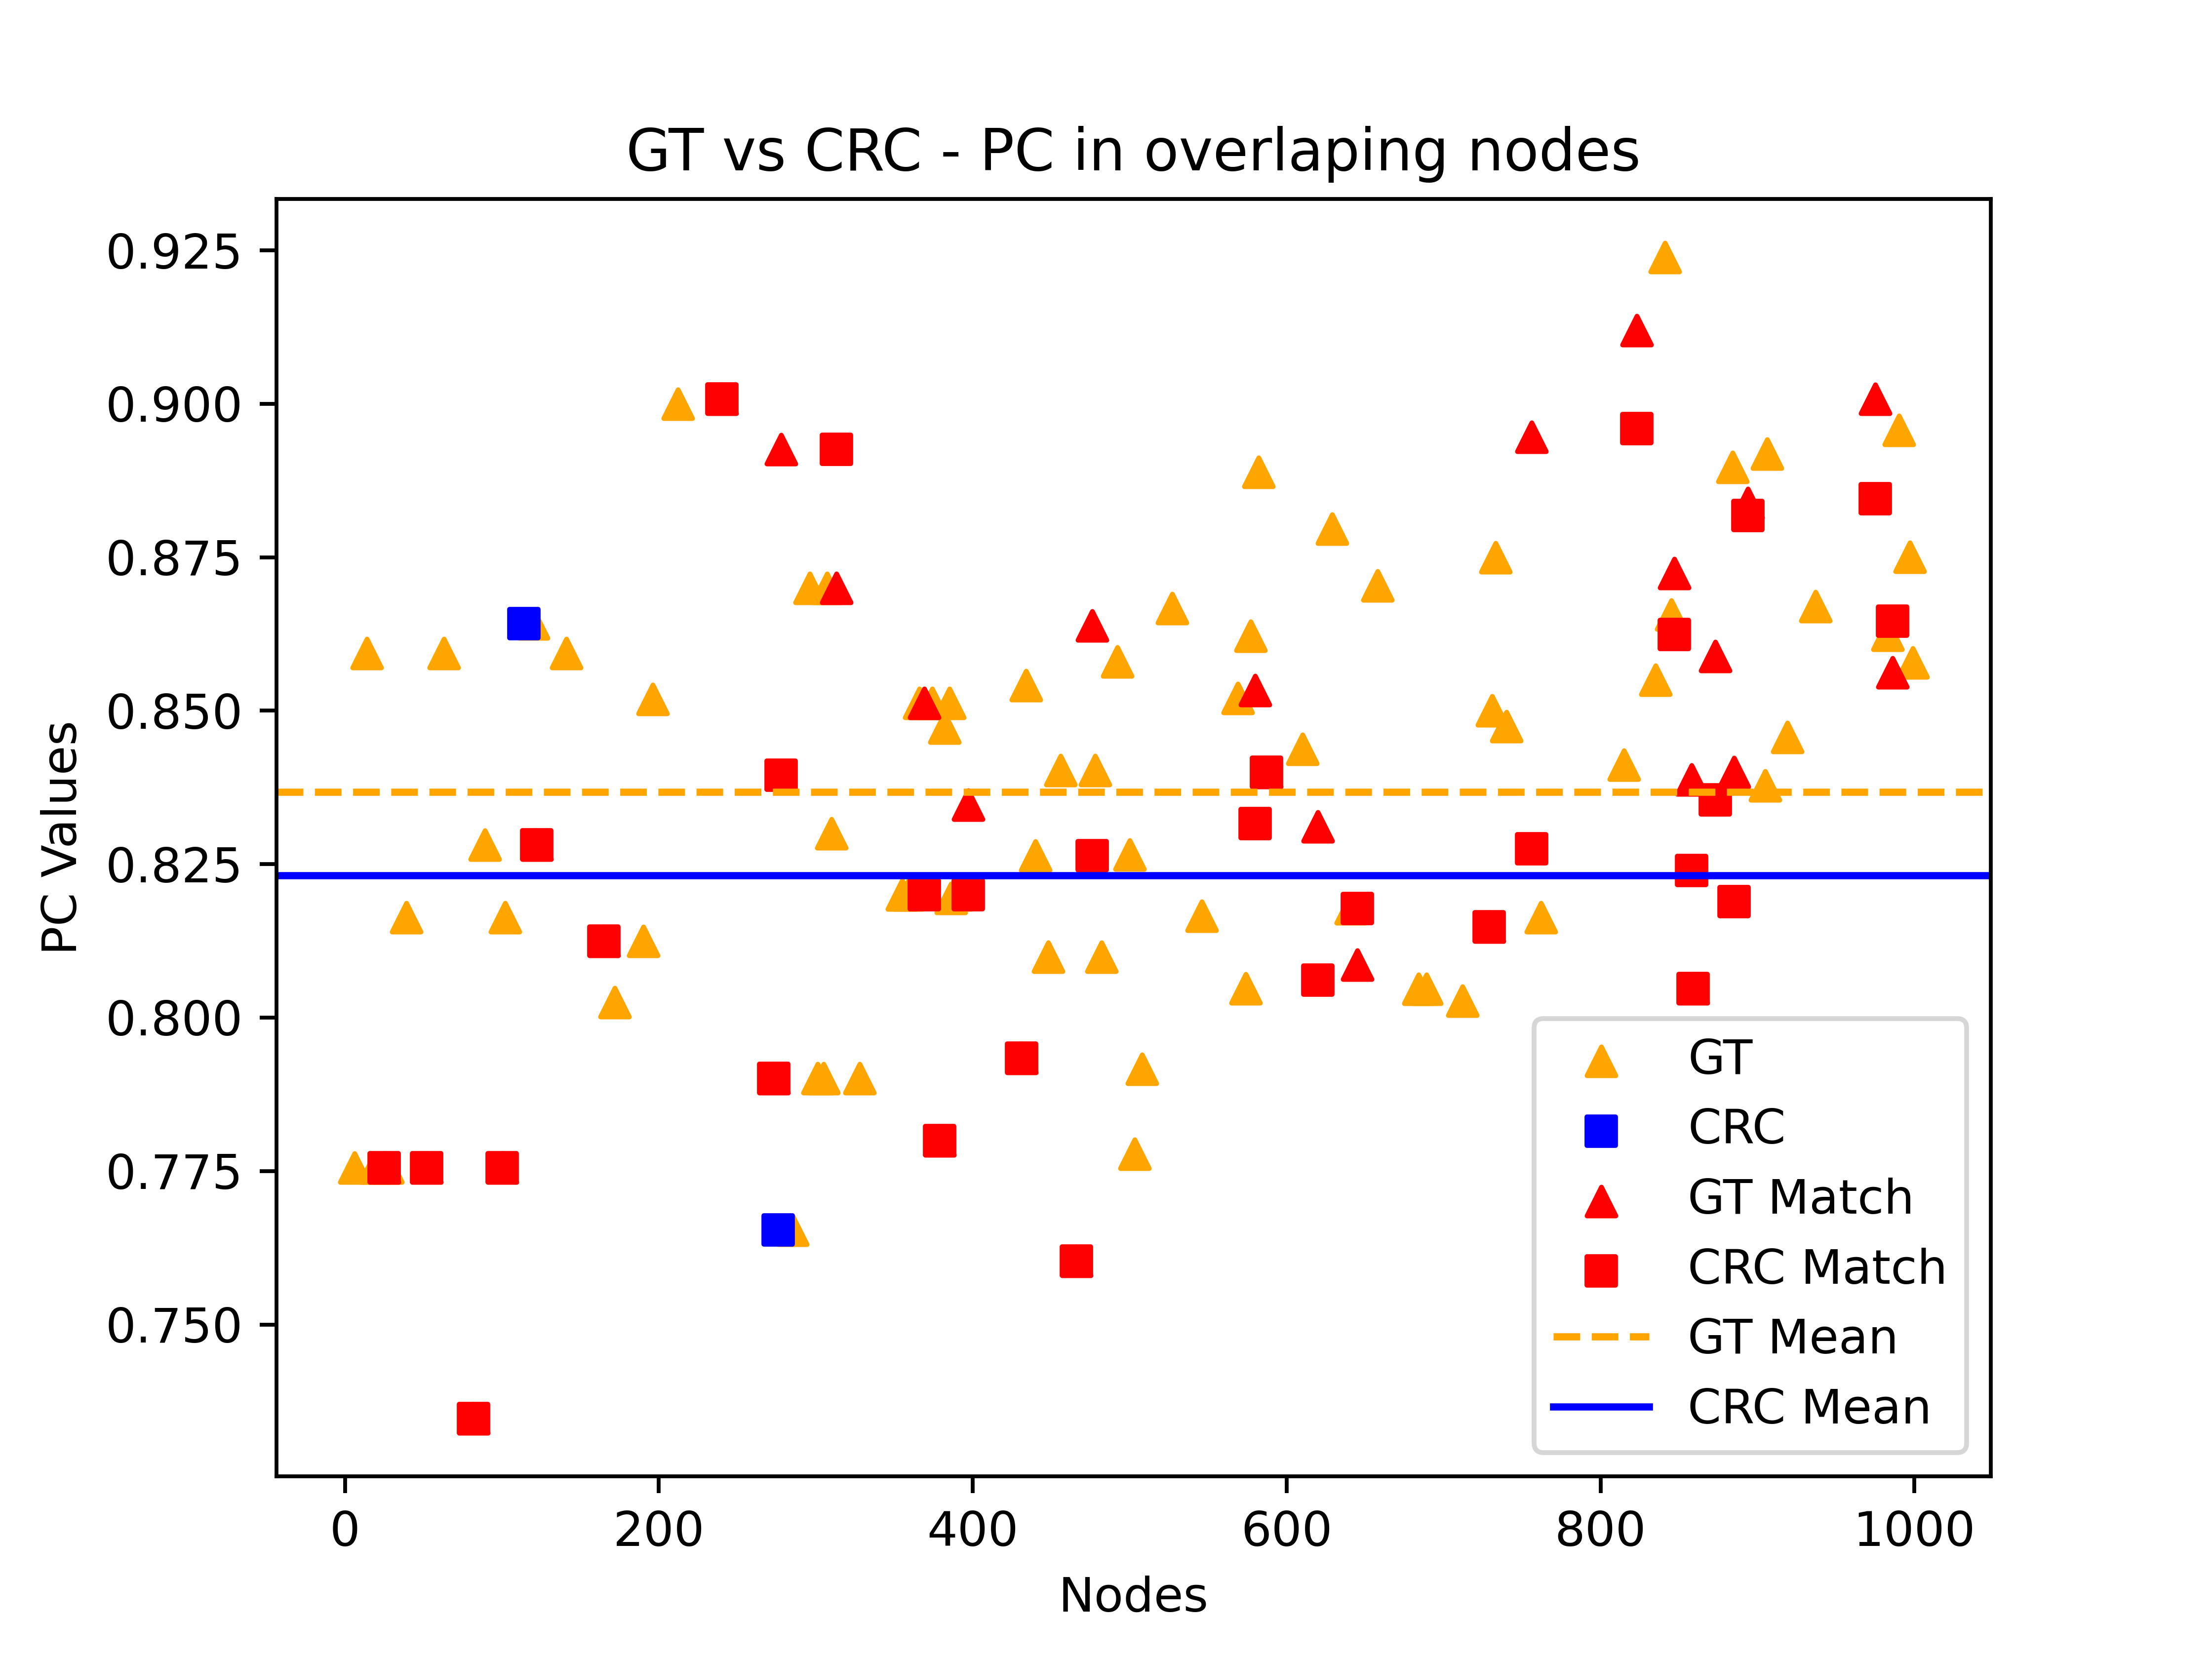 GT vs CRC - PC in overlaping nodes
0.925
0.900
0.875
0.850
0.825
0.800
0.775
0.750
PC Values
GT
CRC
GT Match
CRC Match
GT Mean
CRC Mean
0 200 400 600 800 1000
Nodes